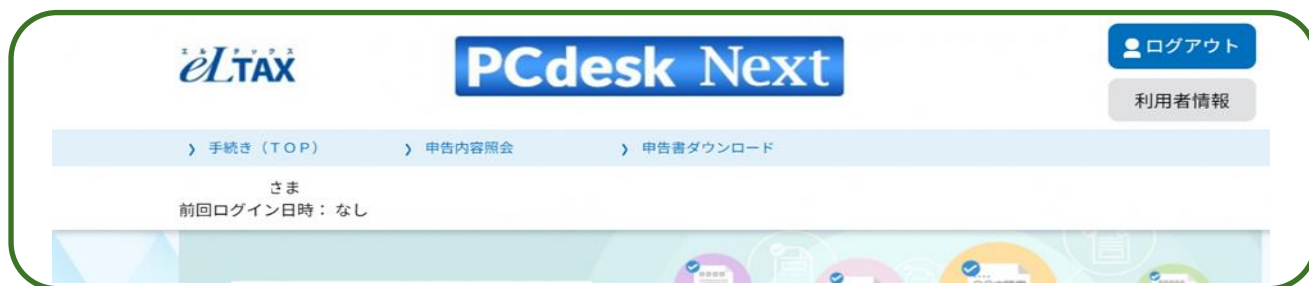 エルタックス
eLTAX
PCdesk Next
ログアウト
利用者情報
手続き（TOP）
申告内容照会
申告書ダウンロード
さま
前回ログイン日時： なし